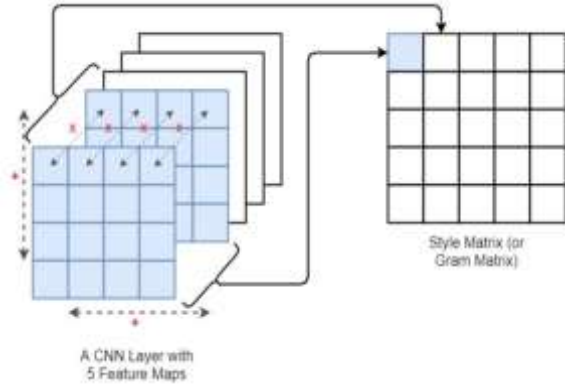 x x x x
+
+
Style Matrix (or
Gram Matrix)
A CNN Layer with
5 Feature Maps